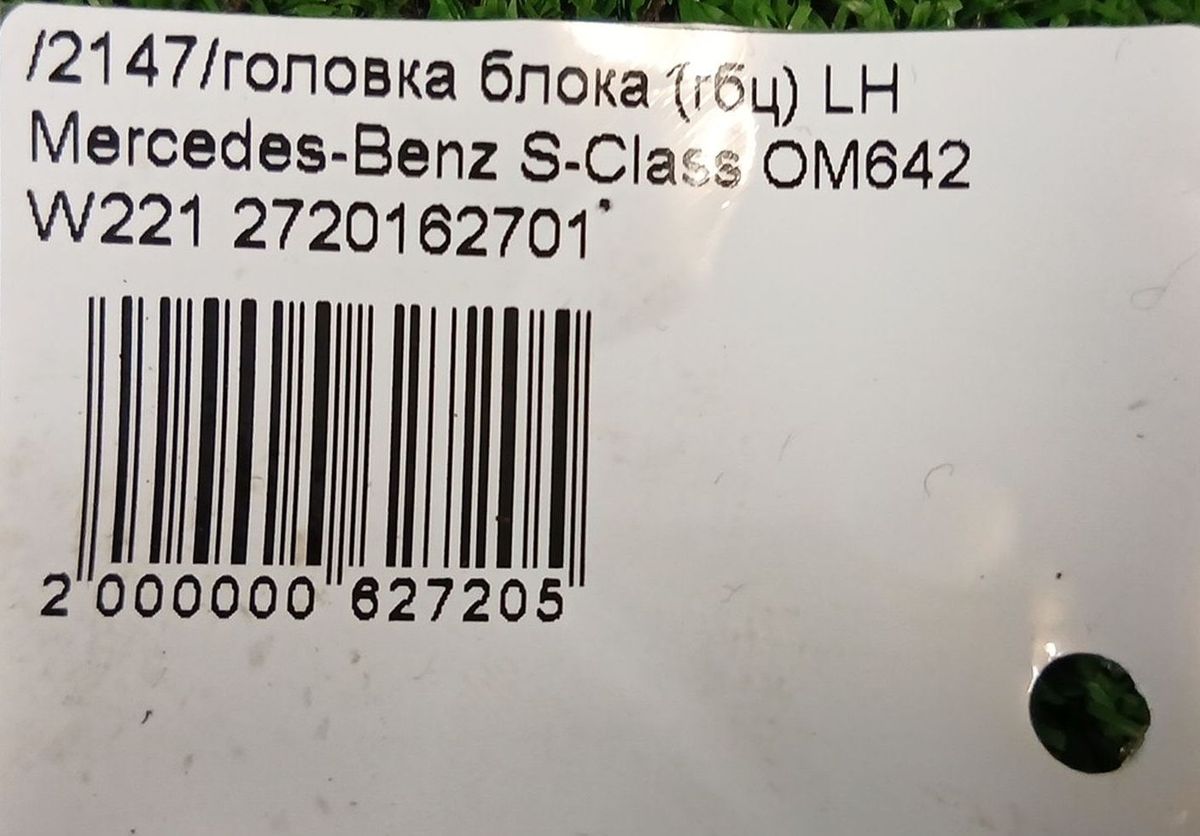 /2147/головка блока (гбц) LH
Mercedes-Benz S-Class OM642
W221 2720162701
2 000000 627205